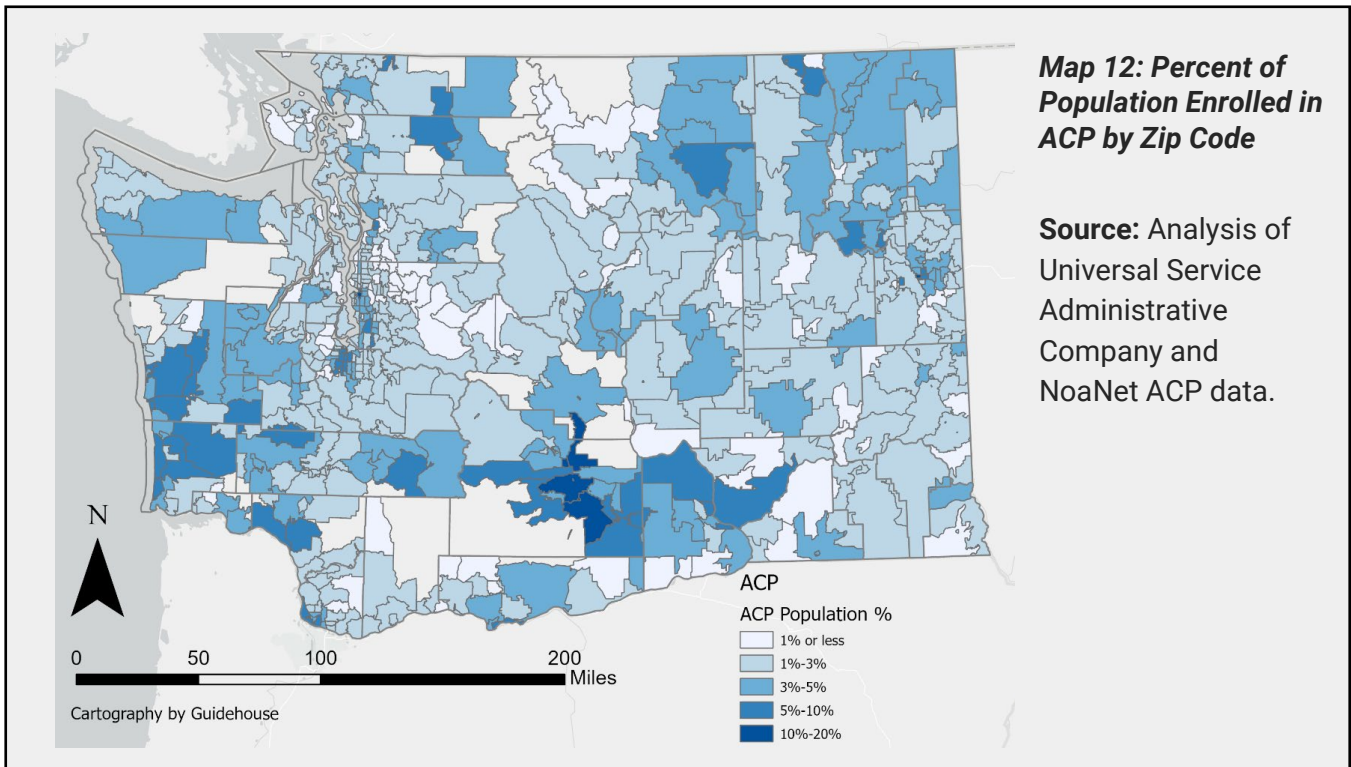 Map 12: Percent of
Population Enrolled in
ACP by Zip Code
Source: Analysis of
Universal Service
Administrative
Company and
NoaNet ACP data.
N
0 50 100 200
Miles
Cartography by Guidehouse
ACP
ACP Population %
1% or less
1%-3%
3%-5%
5%-10%
10%-20%